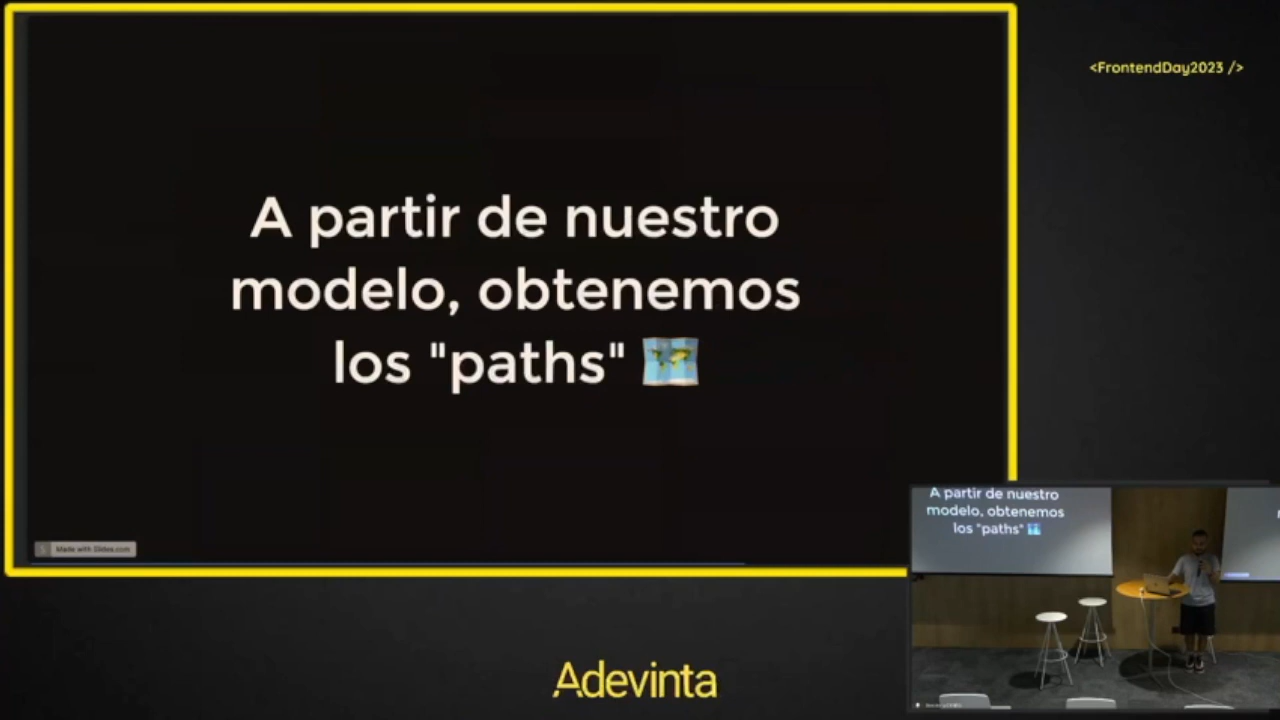 <FrontendDay2023 />
A partir de nuestro
modelo, obtenemos
los "paths"
Made with Slides.com
A partir de nuestro
modelo, obtenemos
los "paths"
Adevinta